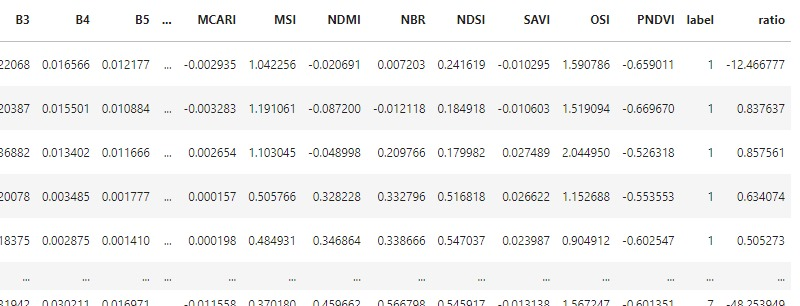 B3 B4 B5 ... MCARI MSI NDMI NBR NDSI SAVI OSI PNDVI label ratio
22068 0.016566 0.012177 ... -0.002935 1.042256 -0.020691 0.007203 0.241619 -0.010295 1.590786 -0.659011 1 -12.466777
20387 0.015501 0.010884 ... -0.003283 1.191061 -0.087200 -0.012118 0.184918 -0.010603 1.519094 -0.669670 1 0.837637
36882 0.013402 0.011666 ... 0.002654 1.103045 -0.048998 0.209766 0.179982 0.027489 2.044950 -0.526318 1 0.857561
20078 0.003485 0.001777 ... 0.000157 0.505766 0.328228 0.332796 0.516818 0.026622 1.152688 -0.553553 1 0.634074
18375 0.002875 0.001410 ... 0.000198 0.484931 0.346864 0.338666 0.547037 0.023987 0.904912 -0.602547 1 0.505273
... ... ... ... ... ... ... ... ... ... ... ... ... ...
31942 0.030211 0.016971 ... -0.011558 0.370180 0.459662 0.566798 0.545917 -0.013138 1.567247 -0.601351 7 -48.253949